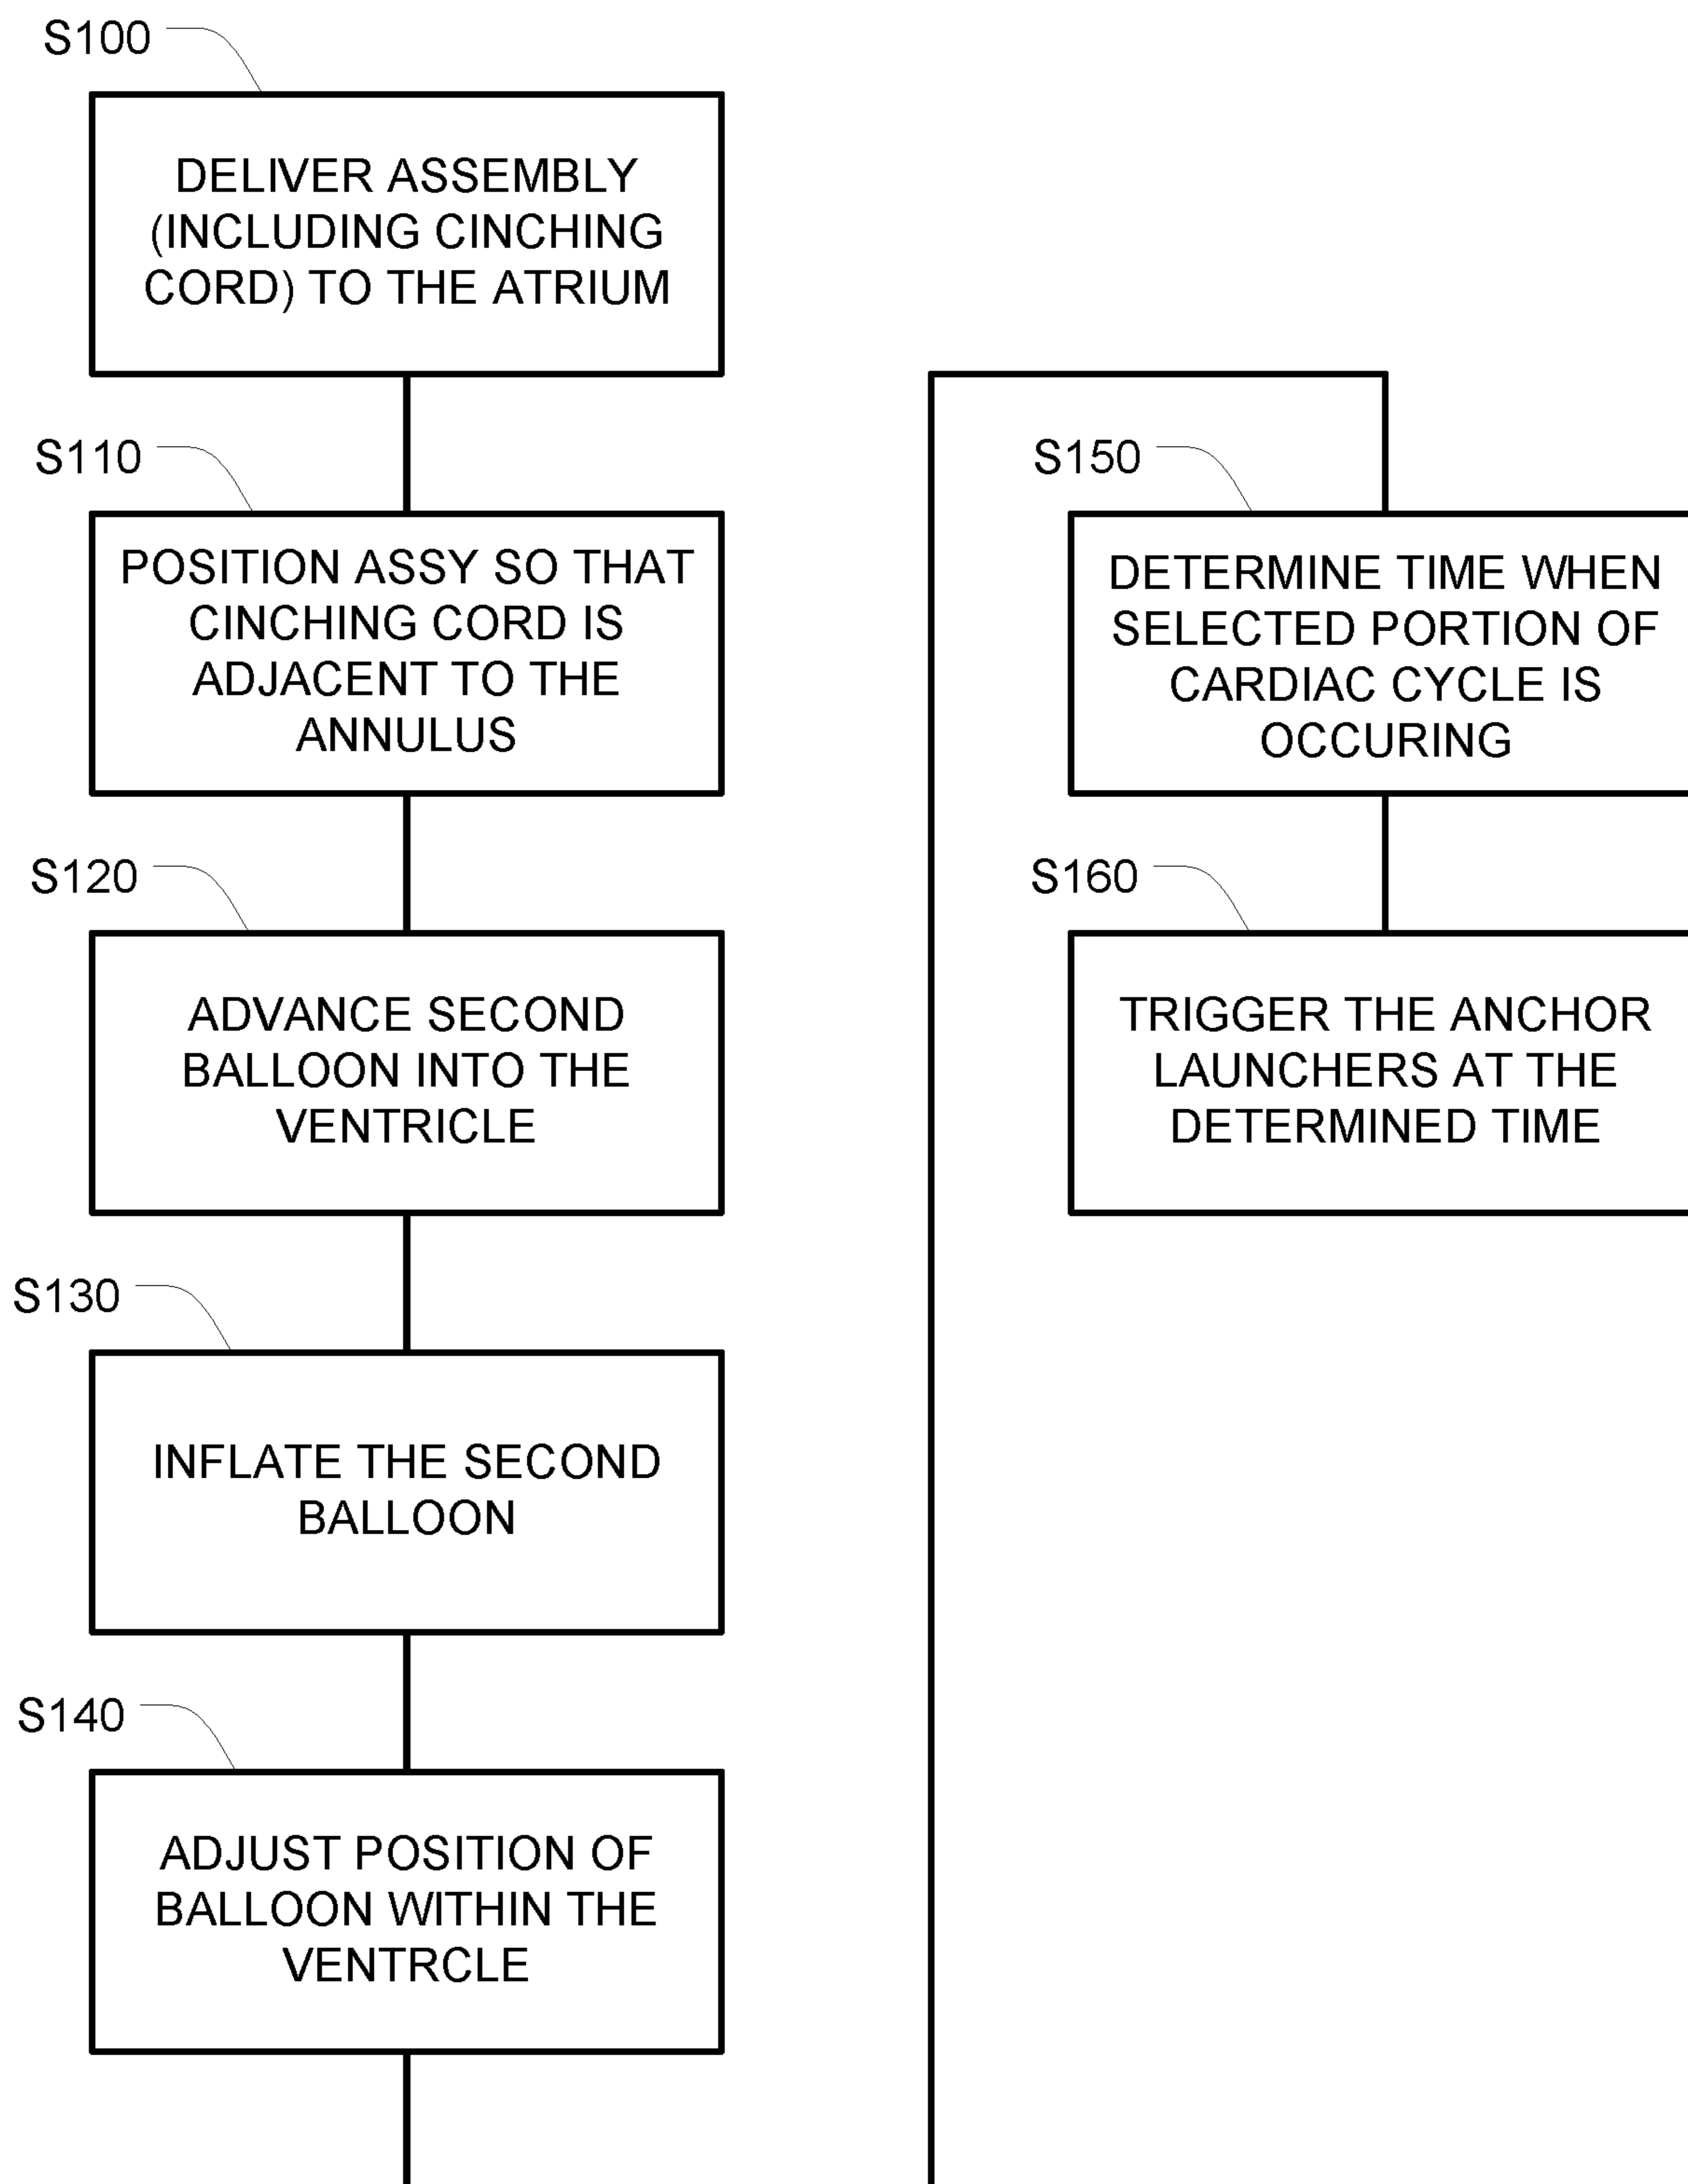 S100
DELIVER ASSEMBLY
(INCLUDING CINCHING
CORD) TO THE ATRIUM
S110
POSITION ASSY SO THAT
CINCHING CORD IS
ADJACENT TO THE
ANNULUS
S120
ADVANCE SECOND
BALLOON INTO THE
VENTRICLE
S130
INFLATE THE SECOND
BALLOON
S140
ADJUST POSITION OF
BALLOON WITHIN THE
VENTRCLE
S150
DETERMINE TIME WHEN
SELECTED PORTION OF
CARDIAC CYCLE IS
OCCURING
S160
TRIGGER THE ANCHOR
LAUNCHERS AT THE
DETERMINED TIME